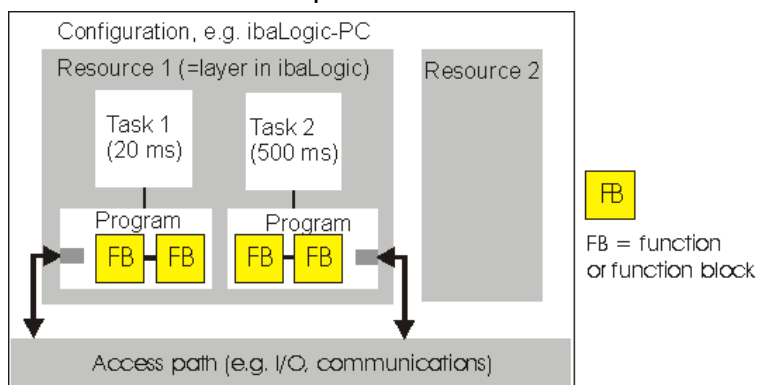 Configuration, e.g. ibaLogic-PC
Resource 1 (=layer in ibaLogic)
Resource 2
Task 1
(20 ms)
Task 2
(500 ms)
Program
FB
FB
Program
FB
FB
FB
FB = function
or function block
Access path (e.g. I/O, communications)